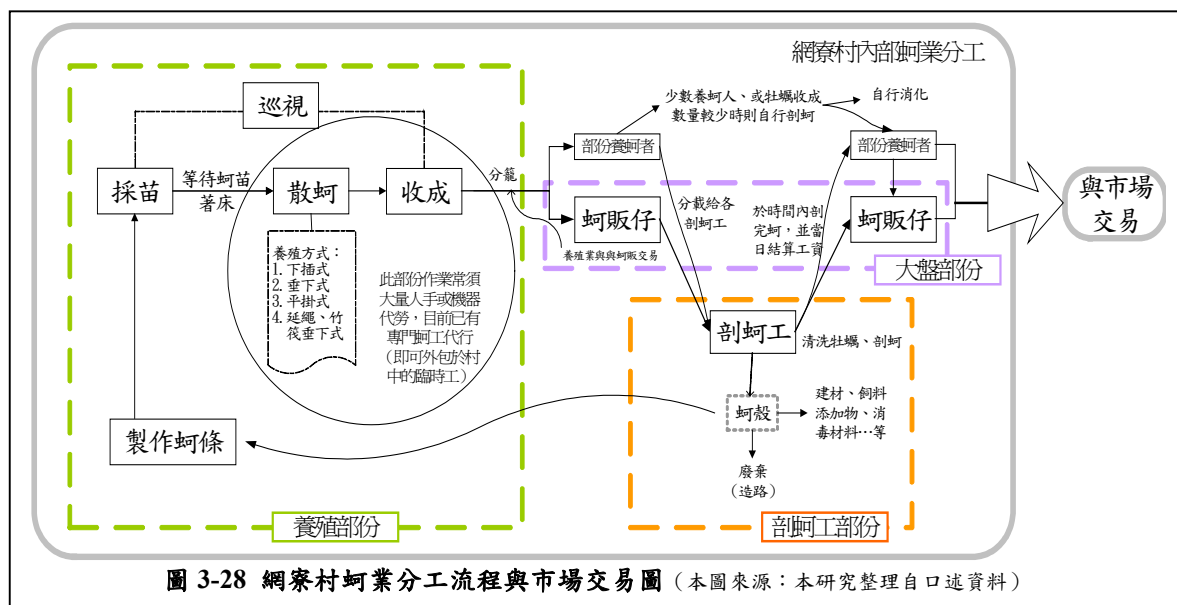 網寮村內部蚵業分工
巡視
採苗
等待蚵苗
著床
散蚵
收成
養殖方式：
1. 下插式
2. 垂下式
3. 平掛式
4. 延繩、竹
筏垂下式
此部份作業常須
大量人手或機器
代勞，目前已有
專門蚵工代行
（即可外包於村
中的臨時工）
製作蚵條
養殖部份
分籠
養殖業與與蚵販交易
少數養蚵人、或牡蠣收成
數量較少時則自行剖蚵
自行消化
部份養蚵者
蚵販仔
分載給各
剖蚵工
於時間內剖
完蚵，並當
日結算工資
部份養蚵者
蚵販仔
大盤部份
與市場
交易
剖蚵工
清洗牡蠣、剖蚵
蚵殼
建材、飼料
添加物、消
毒材料…等
廢棄
（造路）
剖蚵工部份
圖 3-28 網寮村蚵業分工流程與市場交易圖（本圖來源：本研究整理自口述資料）